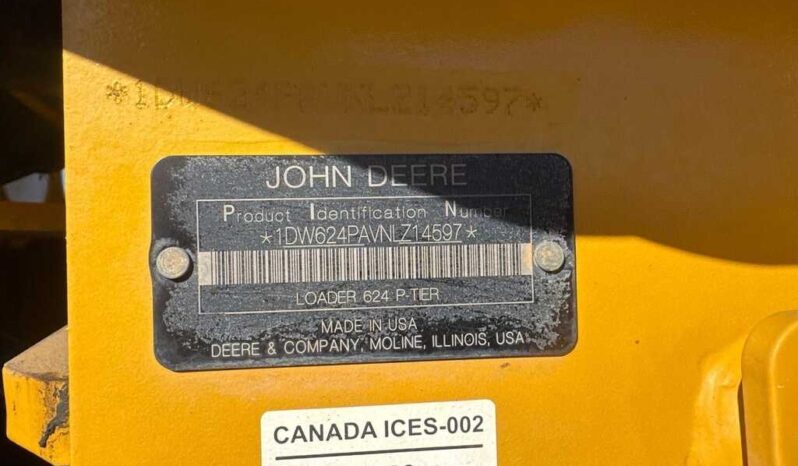 *1DW624PAVNLZ14597*
JOHN DEERE
Product Identification Number
*1DW624PAVNLZ14597*
LOADER 624 P-TIER
MADE IN USA
DEERE & COMPANY, MOLINE, ILLINOIS, USA
CANADA ICES-002